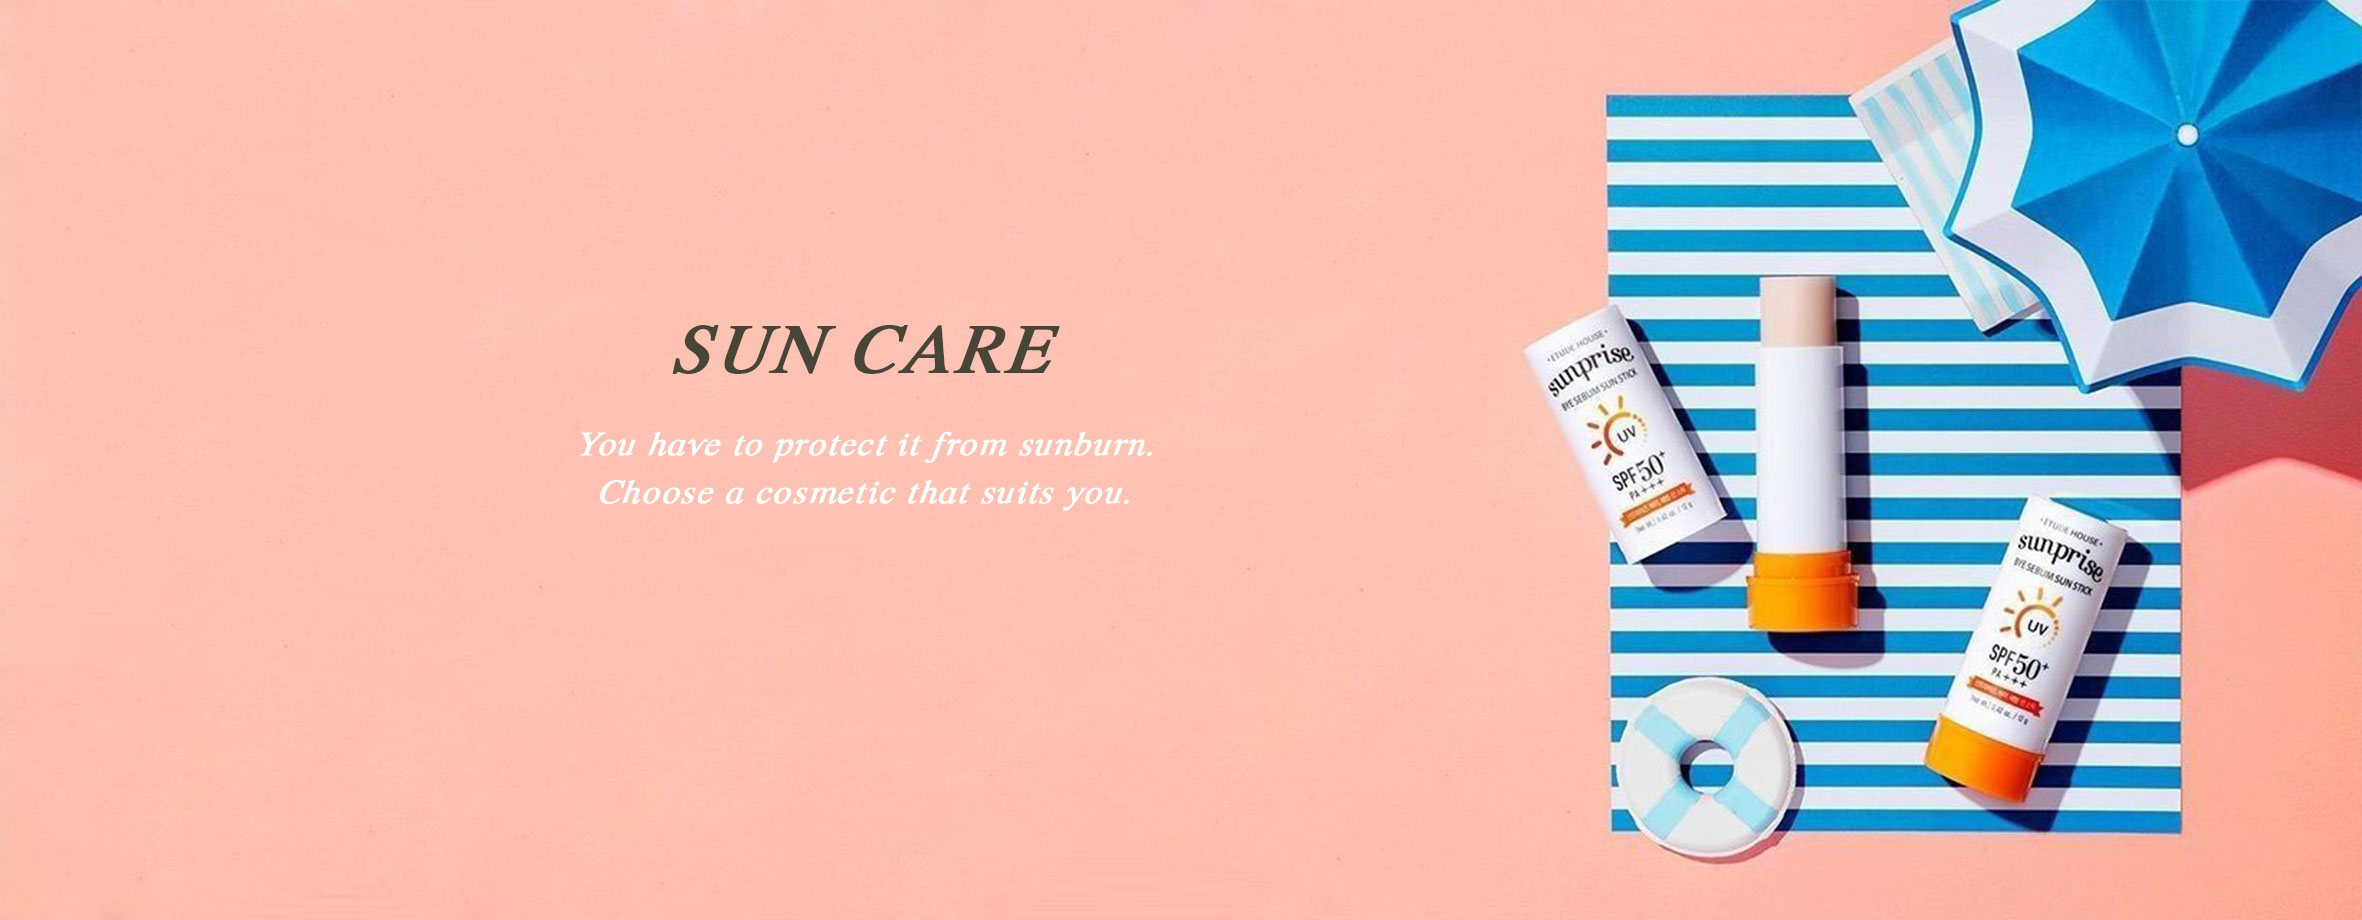 SUN CARE
You have to protect it from sunburn.
Choose a cosmetic that suits you.
•ETUDE HOUSE•
sunprise
BYE SEBUM SUN STICK
UV
SPF50+
PA+++
•ETUDE HOUSE•
sunprise
BYE SEBUM SUN STICK
UV
SPF50+
PA+++